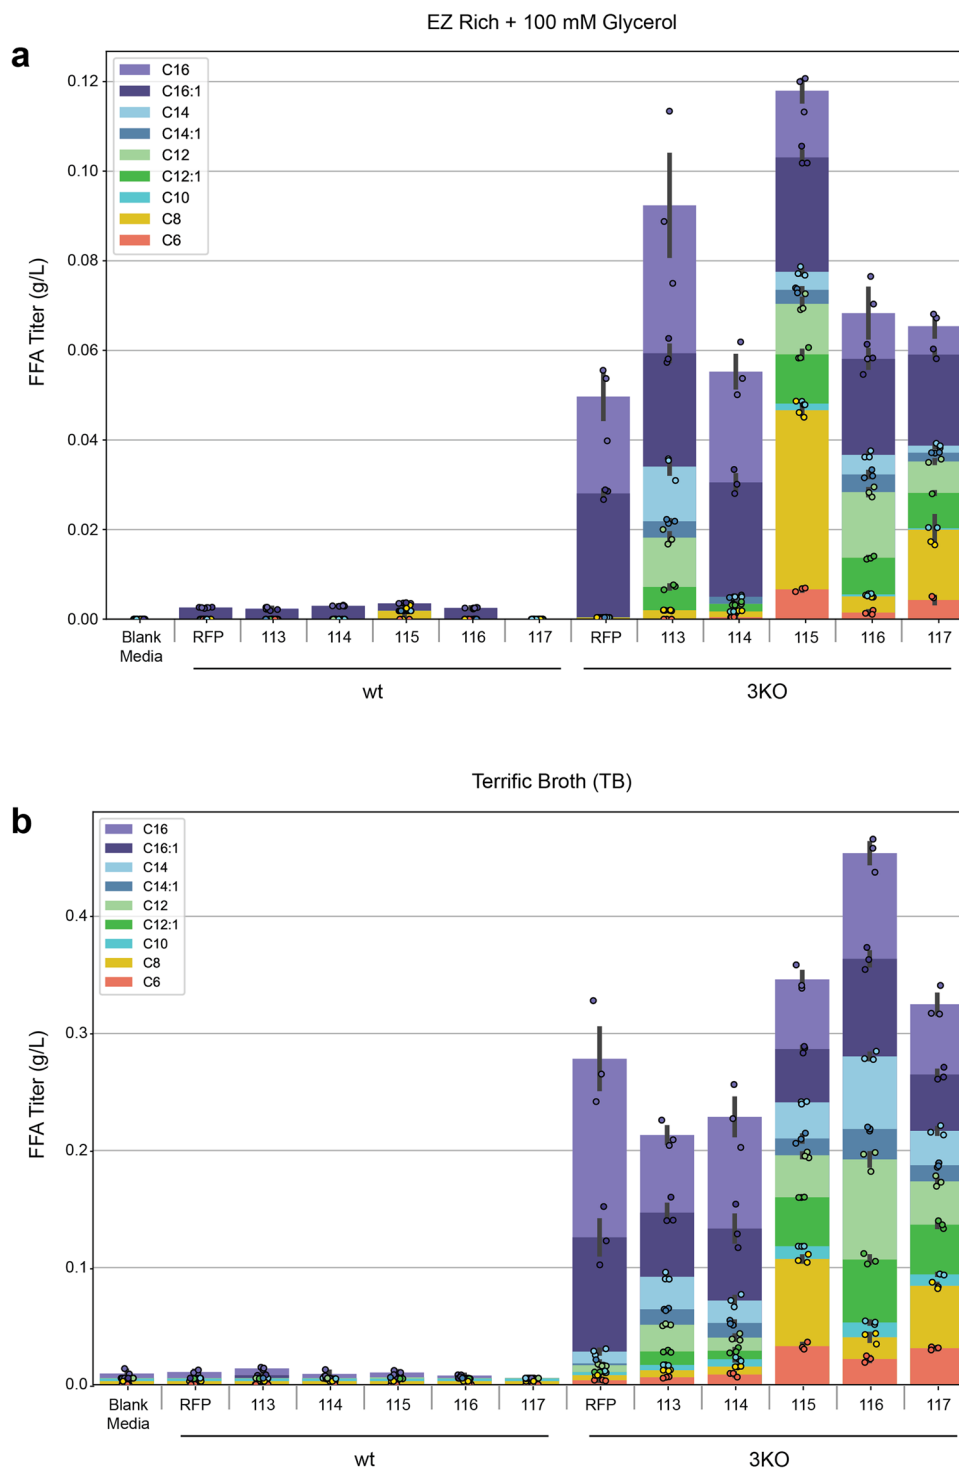 EZ Rich + 100 mM Glycerol
a
C16
C16:1
C14
C14:1
C12
C12:1
C10
C8
C6
FFA Titer (g/L)
0.12
0.10
0.08
0.06
0.04
0.02
0.00
Blank Media RFP 113 114 115 116 117 RFP 113 114 115 116 117
wt 3KO
Terrific Broth (TB)
b
C16
C16:1
C14
C14:1
C12
C12:1
C10
C8
C6
FFA Titer (g/L)
0.4
0.3
0.2
0.1
0.0
Blank Media RFP 113 114 115 116 117 RFP 113 114 115 116 117
wt 3KO